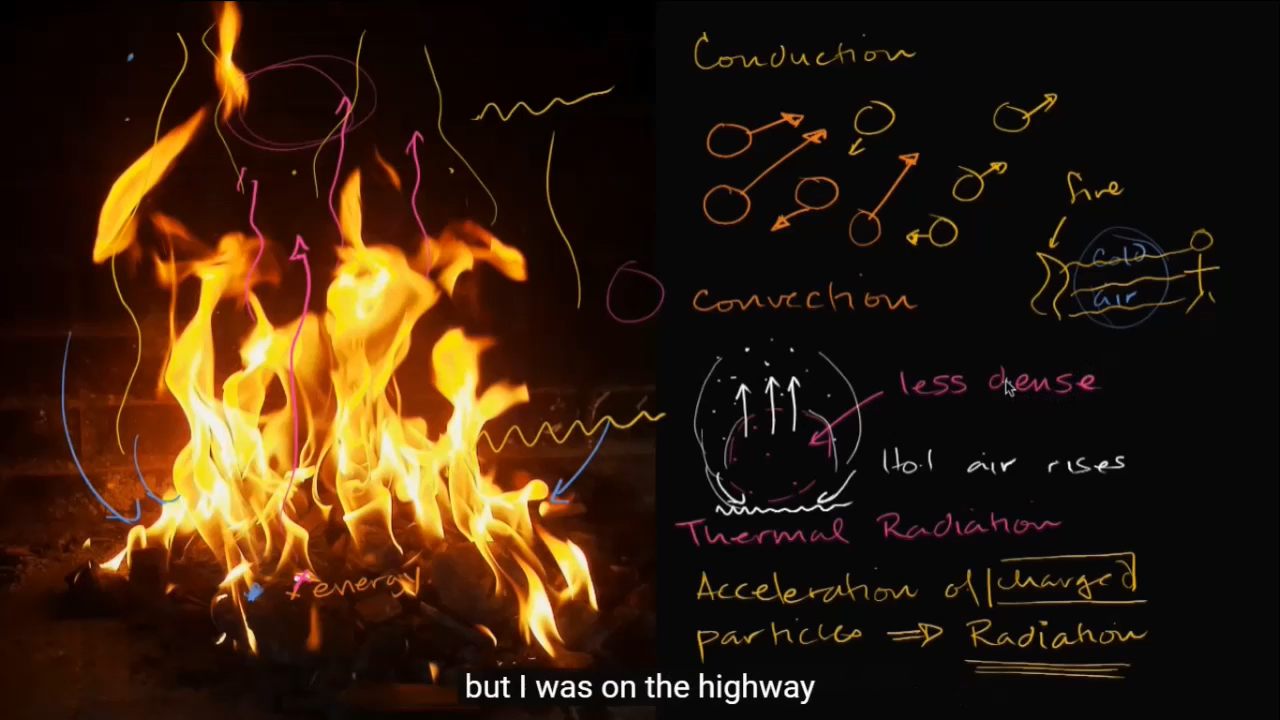 Conduction
fire
cold
air
Convection
less dense
Hot air rises
Thermal Radiation
Acceleration of charged
particles => Radiation
↑ energy
but I was on the highway